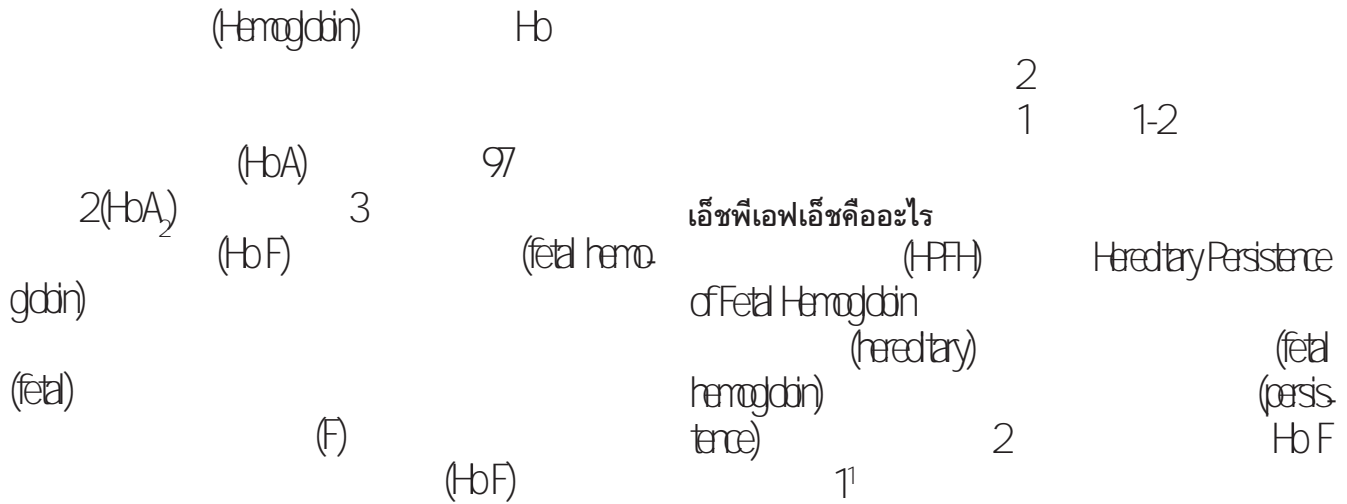 (Hemoglobin) Hb
(HbA) 97
2(HbA2) 3
(Hb F) (fetal hemo-
globin)
(fetal)
(F)
(Hb F)
2
1 1-2
เอ็ชพีเอฟเอ็ชคืออะไร
(HPFH) Hereditary Persistence
of Fetal Hemoglobin
(hereditary) (fetal
hemoglobin) (persis-
tence) 2 Hb F
1¹